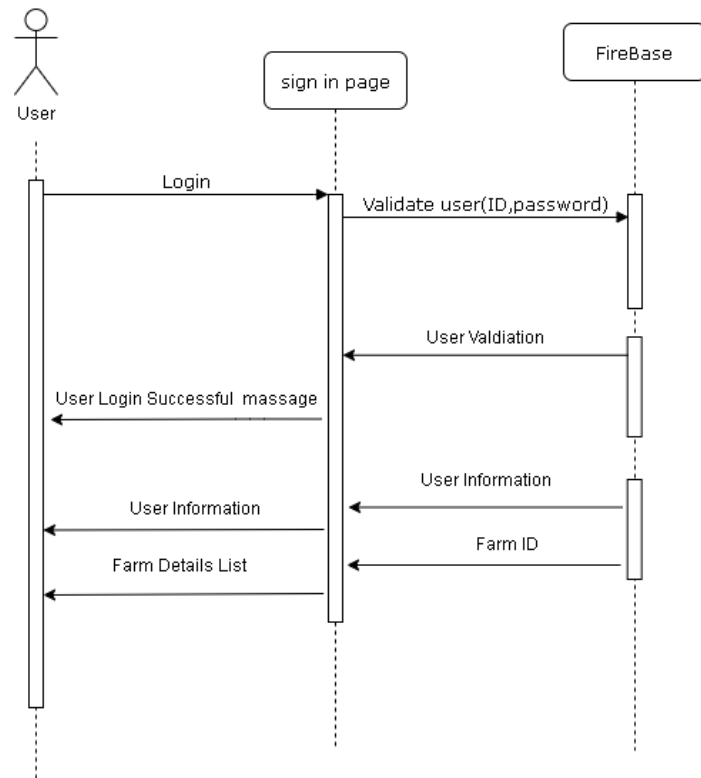 FireBase
sign in page
User
Login
Validate user(ID,password)
User Valdiation
User Login Successful massage
User Information
User Information
Farm ID
Farm Details List